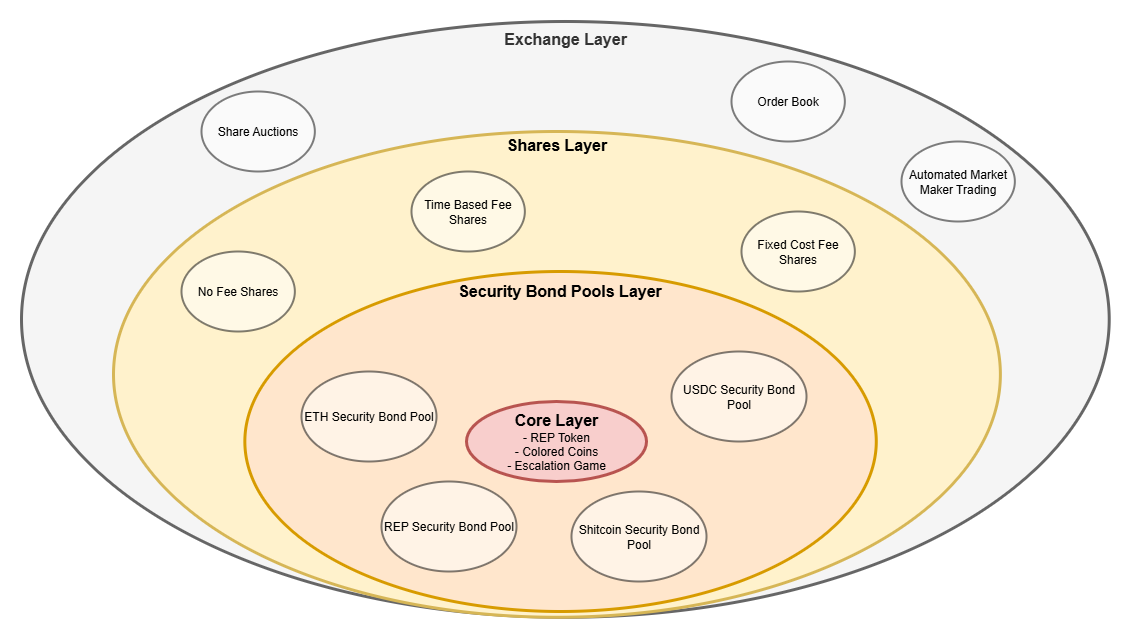 Exchange Layer
Order Book
Share Auctions
Shares Layer
Automated Market
Maker Trading
Time Based Fee
Shares
Fixed Cost Fee
Shares
No Fee Shares
Security Bond Pools Layer
USDC Security Bond
Pool
ETH Security Bond Pool
Core Layer
- REP Token
- Colored Coins
- Escalation Game
REP Security Bond Pool
Shitcoin Security Bond
Pool